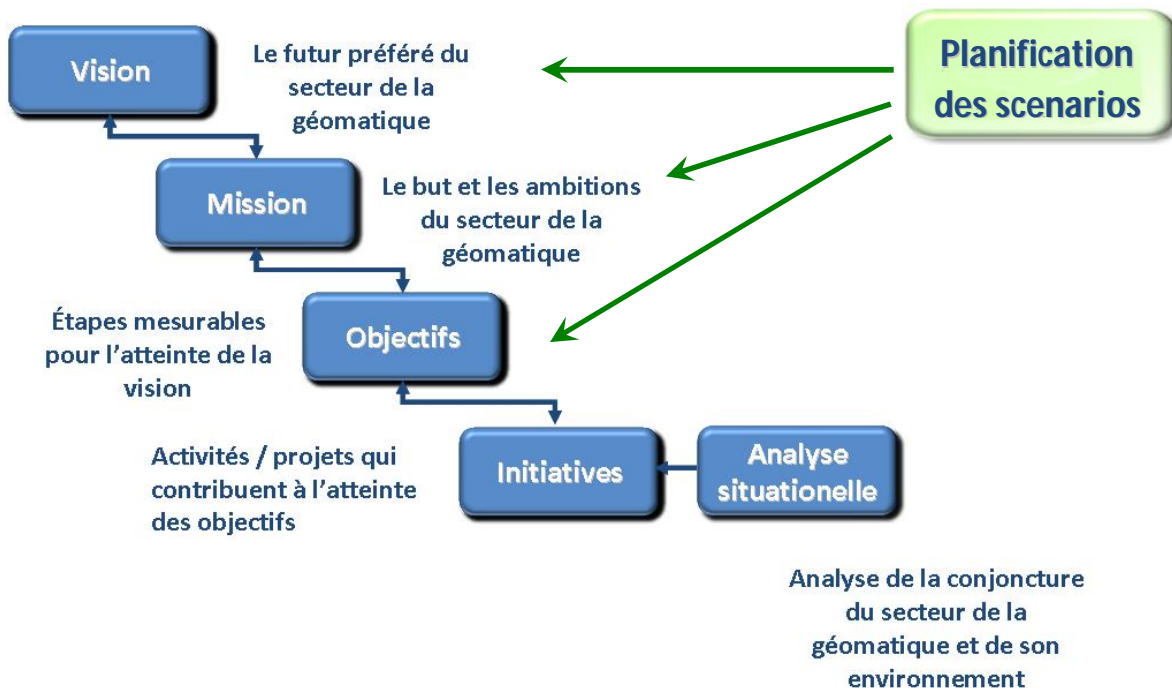 Vision
Le futur préféré du
secteur de la
géomatique
Planification
des scenarios
Mission
Le but et les ambitions
du secteur de la
géomatique
Étapes mesurables
pour l'atteinte de la
vision
Objectifs
Activités / projets qui
contribuent à l'atteinte
des objectifs
Initiatives
Analyse
situationelle
Analyse de la conjoncture
du secteur de la
géomatique et de son
environnement